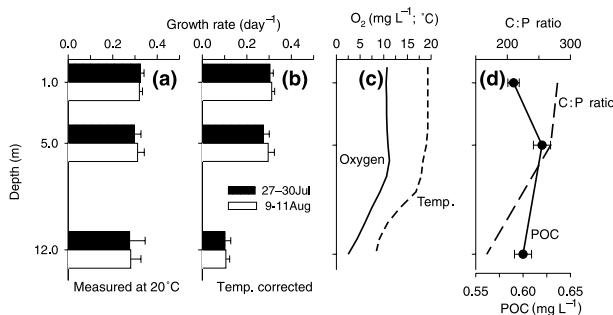 Growth rate (day⁻¹)
O₂ (mg L⁻¹; °C)
C:P ratio
0.0 0.2 0.4 0.0 0.2 0.4 0 5 10 15 20 200 250 300
(a) (b) (c) (d)
1.0
C:P ratio
5.0
Oxygen
Depth (m)
27–30Jul
9-11Aug
Temp.
POC
12.0
Measured at 20°C
Temp. corrected
0.55 0.60 0.65
POC (mg L⁻¹)